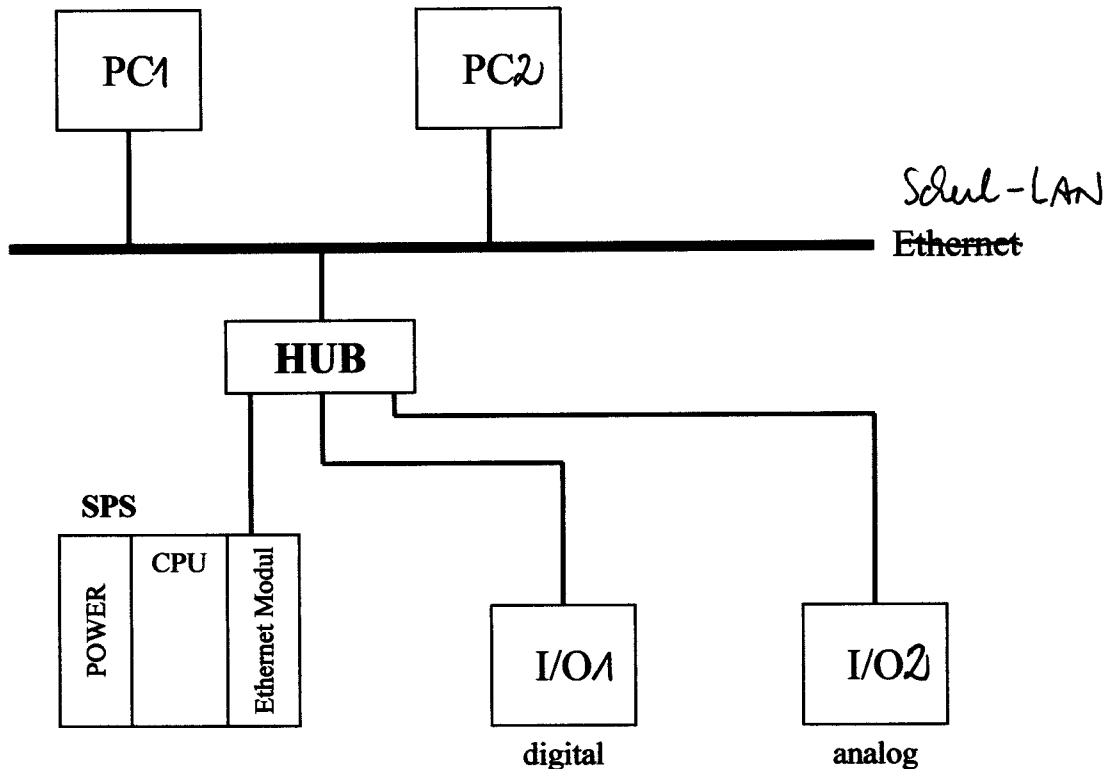 PC1
PC2
Schul-LAN
Ethernet
HUB
SPS
POWER
CPU
Ethernet Modul
I/O1
I/O2
digital
analog